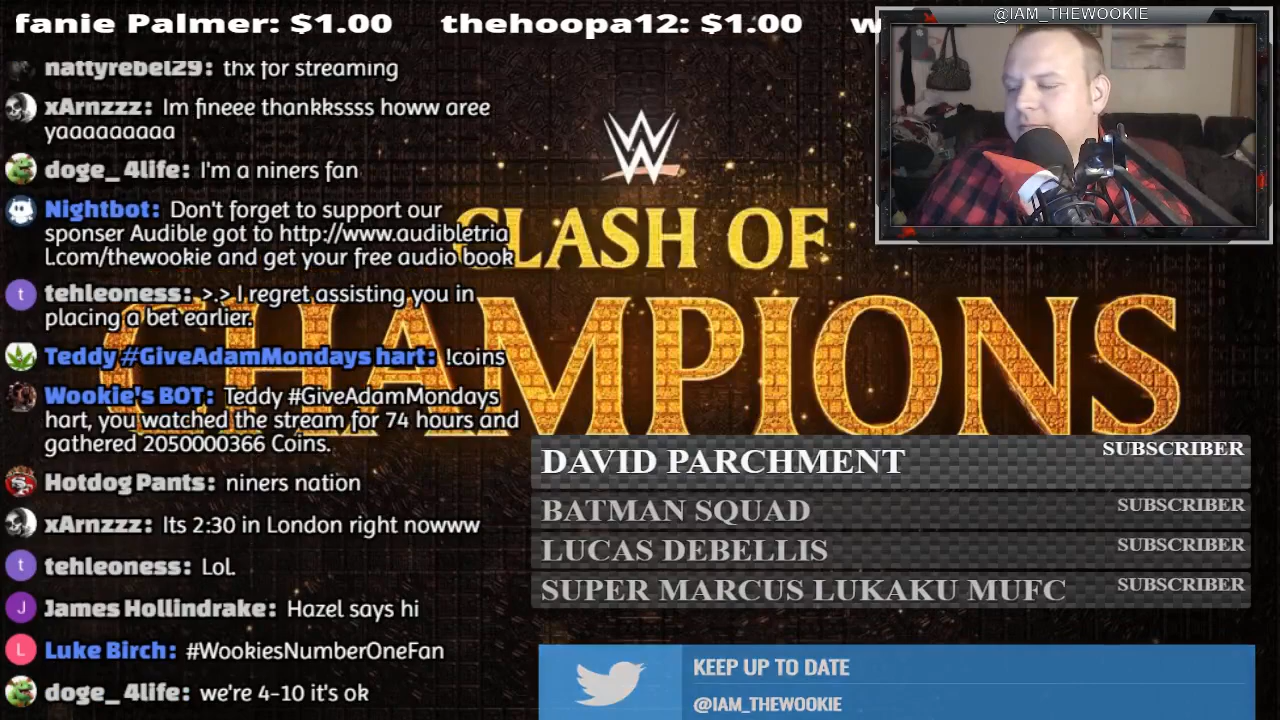 fanie Palmer: $1.00 thehoopa12: $1.00 w
@IAM_THEWOOKIE
nattyrebel29: thx for streaming
xArnzzz: Im fineee thankkssss howw aree
yaaaaaaaaa
doge_4life: I'm a niners fan
Nightbot: Don't forget to support our
sponser Audible got to http://www.audibletria
l.com/thewookie and get your free audio book
tehleoness: >.> I regret assisting you in
placing a bet earlier.
Teddy #GiveAdamMondays hart: !coins
Wookie's BOT: Teddy #GiveAdamMondays
hart, you watched the stream for 74 hours and
gathered 2050000366 Coins.
Hotdog Pants: niners nation
xArnzzz: Its 2:30 in London right nowww
tehleoness: Lol.
James Hollindrake: Hazel says hi
Luke Birch: #WookiesNumberOneFan
doge_4life: we're 4-10 it's ok
W
CLASH OF
CHAMPIONS
DAVID PARCHMENT SUBSCRIBER
BATMAN SQUAD SUBSCRIBER
LUCAS DEBELLIS SUBSCRIBER
SUPER MARCUS LUKAKU MUFC SUBSCRIBER
KEEP UP TO DATE
@IAM_THEWOOKIE